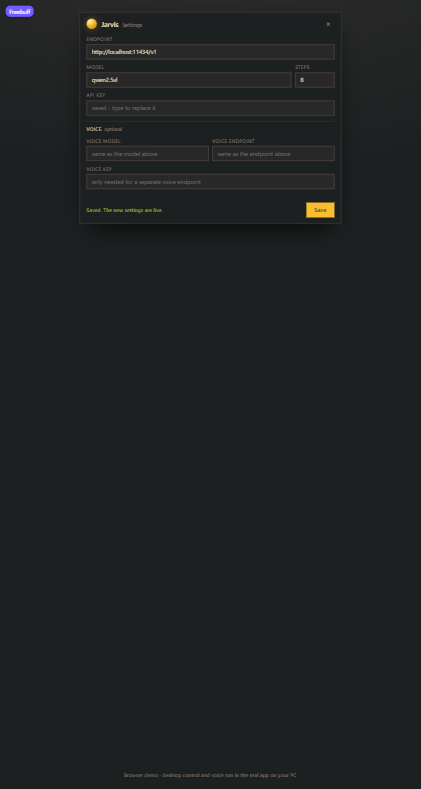 freebuff
Jarvis Settings ×
ENDPOINT
http://localhost:11434/v1
MODEL STEPS
qwen2.5vl 8
API KEY
saved - type to replace it
VOICE optional
VOICE MODEL VOICE ENDPOINT
same as the model above same as the endpoint above
VOICE KEY
only needed for a separate voice endpoint
Saved. The new settings are live. Save
Browser demo · desktop control and voice run in the real app on your PC